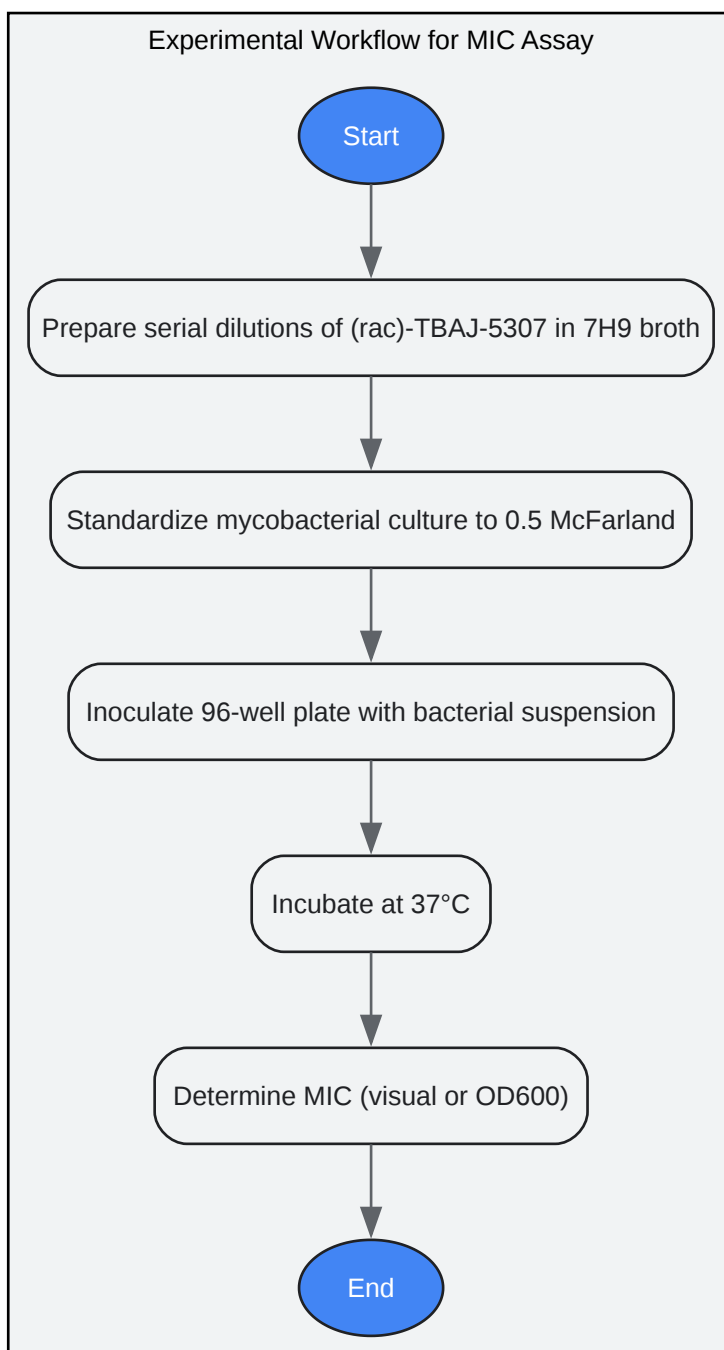 Experimental Workflow for MIC Assay
Start
Prepare serial dilutions of (rac)-TBAJ-5307 in 7H9 broth
Standardize mycobacterial culture to 0.5 McFarland
Inoculate 96-well plate with bacterial suspension
Incubate at 37°C
Determine MIC (visual or OD600)
End